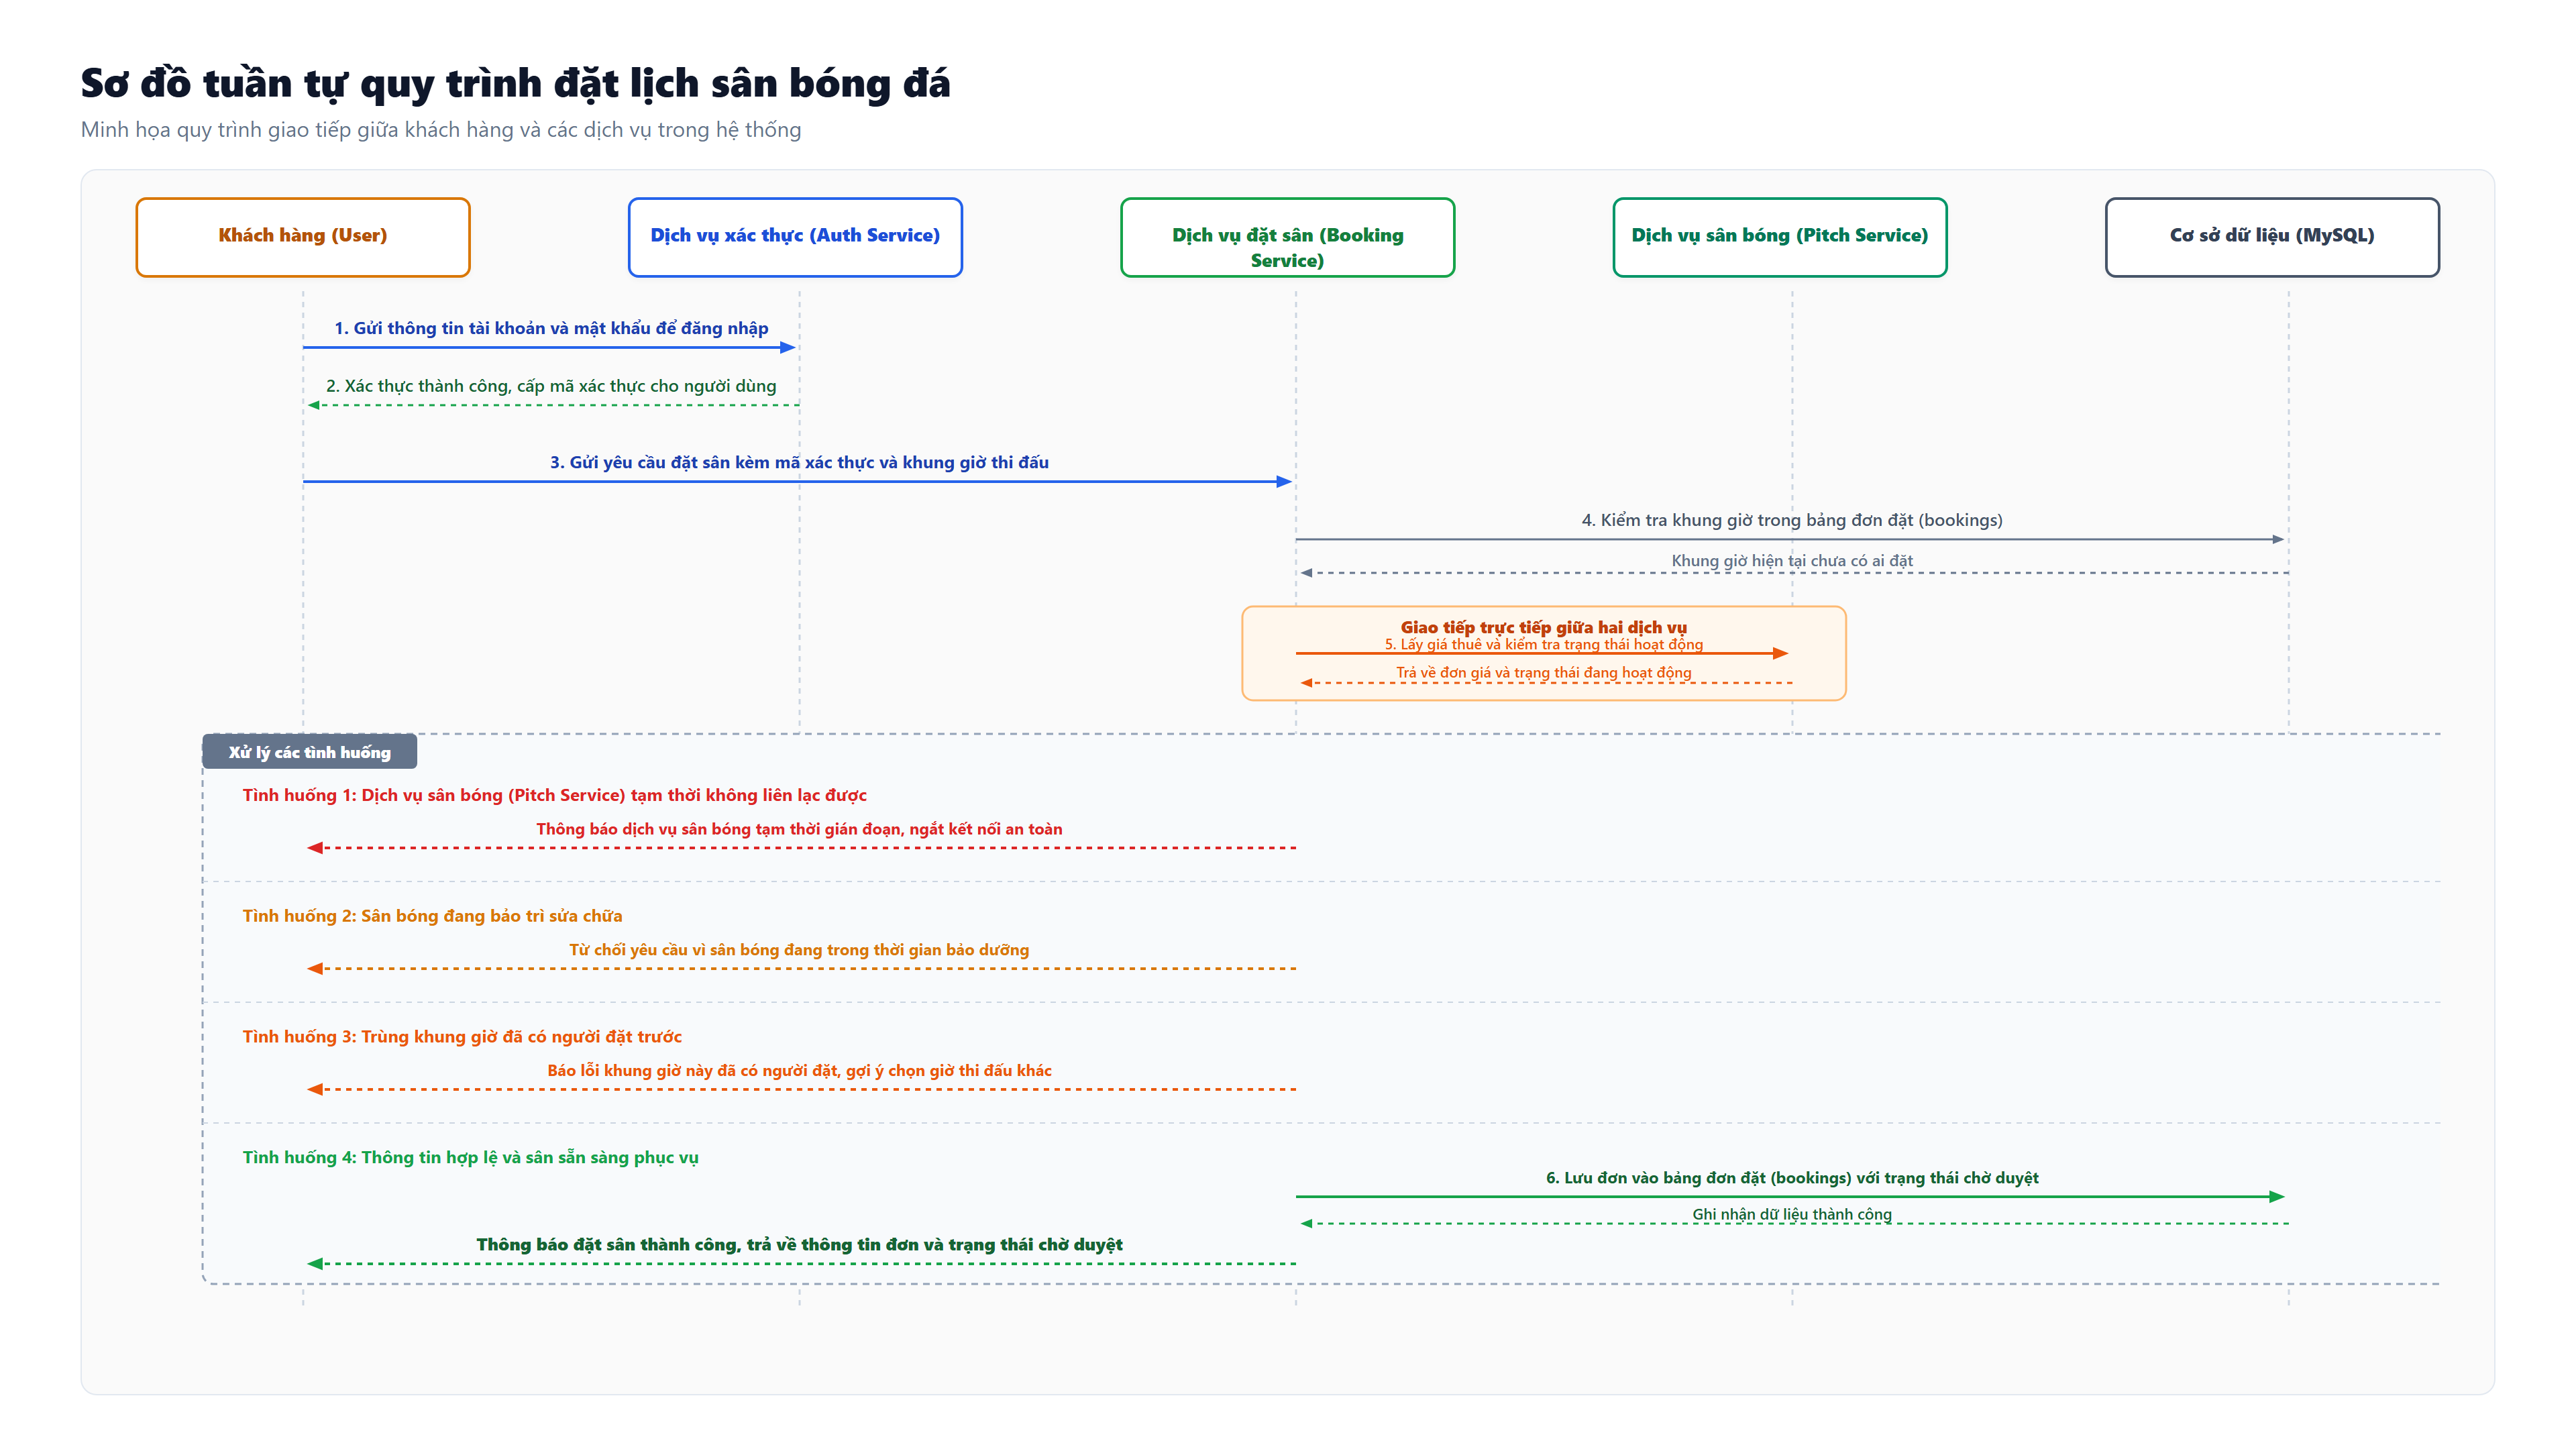 Sơ đồ tuần tự quy trình đặt lịch sân bóng đá
Minh họa quy trình giao tiếp giữa khách hàng và các dịch vụ trong hệ thống
Khách hàng (User)
Dịch vụ xác thực (Auth Service)
Dịch vụ đặt sân (Booking
Service)
Dịch vụ sân bóng (Pitch Service)
Cơ sở dữ liệu (MySQL)
1. Gửi thông tin tài khoản và mật khẩu để đăng nhập
2. Xác thực thành công, cấp mã xác thực cho người dùng
3. Gửi yêu cầu đặt sân kèm mã xác thực và khung giờ thi đấu
4. Kiểm tra khung giờ trong bảng đơn đặt (bookings)
Khung giờ hiện tại chưa có ai đặt
Giao tiếp trực tiếp giữa hai dịch vụ
5. Lấy giá thuê và kiểm tra trạng thái hoạt động
Trả về đơn giá và trạng thái đang hoạt động
Xử lý các tình huống
Tình huống 1: Dịch vụ sân bóng (Pitch Service) tạm thời không liên lạc được
Thông báo dịch vụ sân bóng tạm thời gián đoạn, ngắt kết nối an toàn
Tình huống 2: Sân bóng đang bảo trì sửa chữa
Từ chối yêu cầu vì sân bóng đang trong thời gian bảo dưỡng
Tình huống 3: Trùng khung giờ đã có người đặt trước
Báo lỗi khung giờ này đã có người đặt, gợi ý chọn giờ thi đấu khác
Tình huống 4: Thông tin hợp lệ và sân sẵn sàng phục vụ
6. Lưu đơn vào bảng đơn đặt (bookings) với trạng thái chờ duyệt
Ghi nhận dữ liệu thành công
Thông báo đặt sân thành công, trả về thông tin đơn và trạng thái chờ duyệt